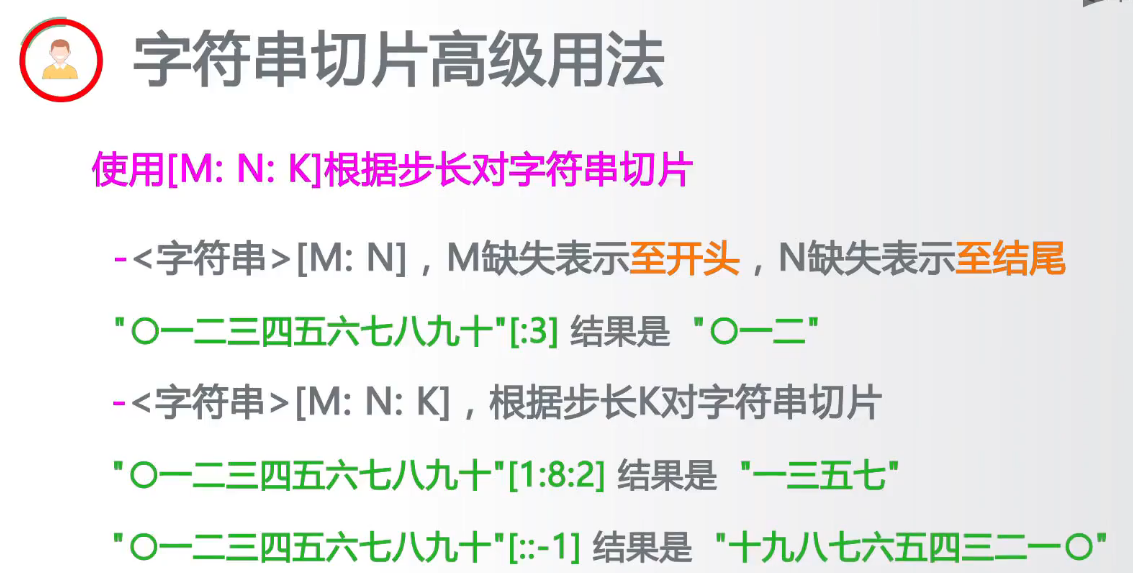 字符串切片高级用法
使用[M: N: K]根据步长对字符串切片
-<字符串>[M: N]，M缺失表示至开头，N缺失表示至结尾
"〇一二三四五六七八九十"[:3] 结果是 "〇一二"
-<字符串>[M: N: K]，根据步长K对字符串切片
"〇一二三四五六七八九十"[1:8:2] 结果是 "一三五七"
"〇一二三四五六七八九十"[::-1] 结果是 "十九八七六五四三二一〇"